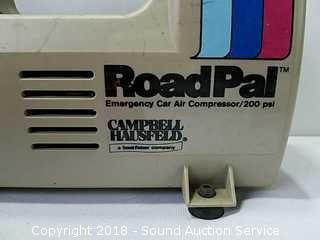 RoadPal™
Emergency Car Air Compressor/200 psi
CAMPBELL
HAUSFELD®
a Scott Fetzer company
Copyright 2018 - Sound Auction Service